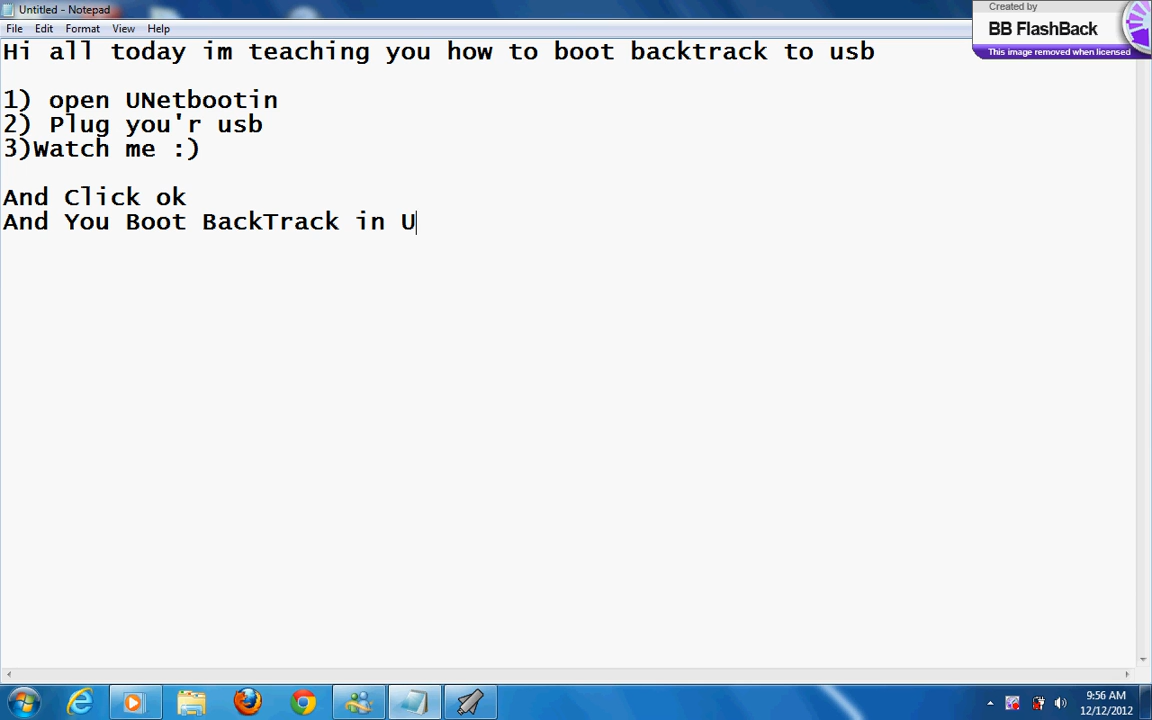 Untitled - Notepad
File Edit Format View Help
Created by
BB FlashBack
This image removed when licensed
Hi all today im teaching you how to boot backtrack to usb
1) open UNetbootin
2) Plug you'r usb
3)Watch me :)
And Click ok
And You Boot BackTrack in U
9:56 AM
12/12/2012